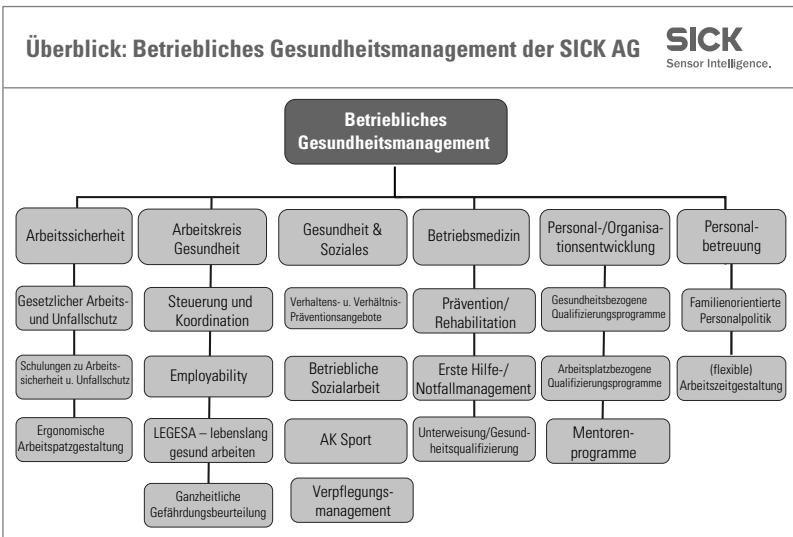 Überblick: Betriebliches Gesundheitsmanagement der SICK AG
SICK
Sensor Intelligence.
Betriebliches
Gesundheitsmanagement
Arbeitssicherheit
Gesetzlicher Arbeits-
und Unfallschutz
Schulungen zu Arbeits-
sicherheit u. Unfallschutz
Ergonomische
Arbeitspatzgestaltung
Arbeitskreis
Gesundheit
Steuerung und
Koordination
Employability
LEGESA – lebenslang
gesund arbeiten
Ganzheitliche
Gefährdungsbeurteilung
Gesundheit &
Soziales
Verhaltens- u. Verhältnis-
Präventionsangebote
Betriebliche
Sozialarbeit
AK Sport
Verpflegungs-
management
Betriebsmedizin
Prävention/
Rehabilitation
Erste Hilfe-/
Notfallmanagement
Unterweisung/Gesund-
heitsqualifizierung
Personal-/Organisa-
tionsentwicklung
Gesundheitsbezogene
Qualifizierungsprogramme
Arbeitsplatzbezogene
Qualifizierungsprogramme
Mentoren-
programme
Personal-
betreuung
Familienorientierte
Personalpolitik
(flexible)
Arbeitszeitgestaltung